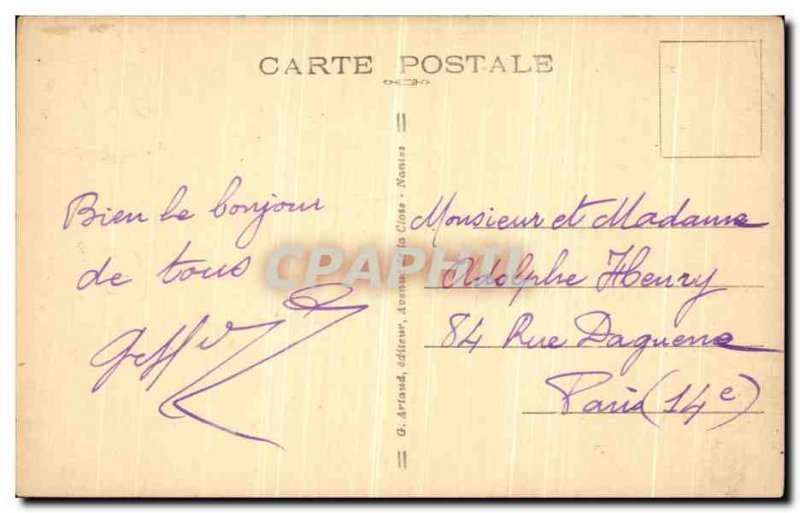 CARTE POSTALE
Bien le bonjour
de tous
G. Artaud, éditeur, Avenue de la Close - Nantes
Monsieur et Madame
Adolphe Henry
84 Rue Daguerre
Paris (14e)
CPAPHIL